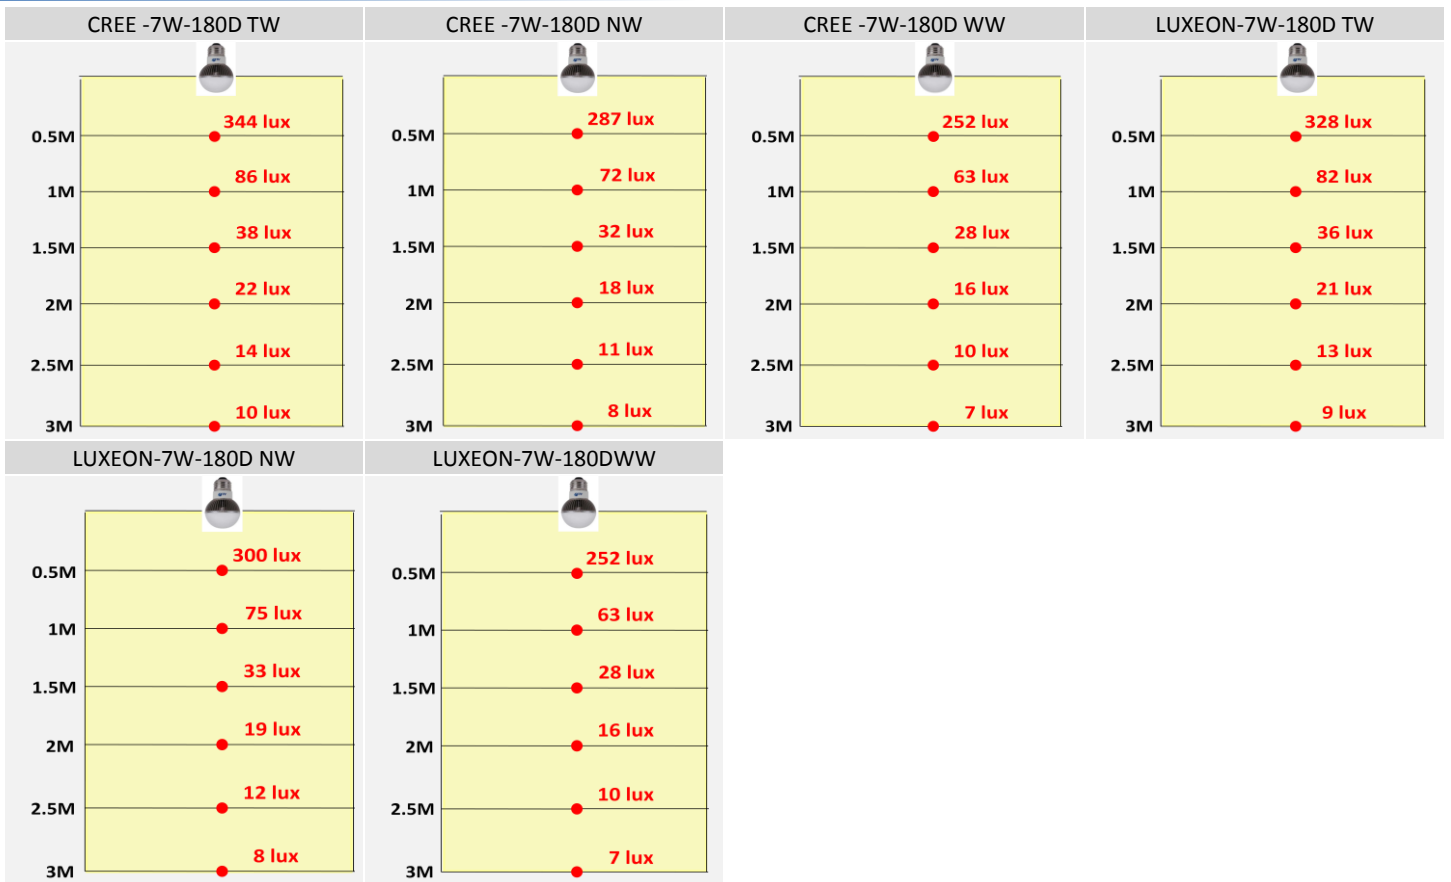 CREE -7W-180D TW
0.5M 344 lux
1M 86 lux
1.5M 38 lux
2M 22 lux
2.5M 14 lux
3M 10 lux
CREE -7W-180D NW
0.5M 287 lux
1M 72 lux
1.5M 32 lux
2M 18 lux
2.5M 11 lux
3M 8 lux
CREE -7W-180D WW
0.5M 252 lux
1M 63 lux
1.5M 28 lux
2M 16 lux
2.5M 10 lux
3M 7 lux
LUXEON-7W-180D TW
0.5M 328 lux
1M 82 lux
1.5M 36 lux
2M 21 lux
2.5M 13 lux
3M 9 lux
LUXEON-7W-180D NW
0.5M 300 lux
1M 75 lux
1.5M 33 lux
2M 19 lux
2.5M 12 lux
3M 8 lux
LUXEON-7W-180DWW
0.5M 252 lux
1M 63 lux
1.5M 28 lux
2M 16 lux
2.5M 10 lux
3M 7 lux